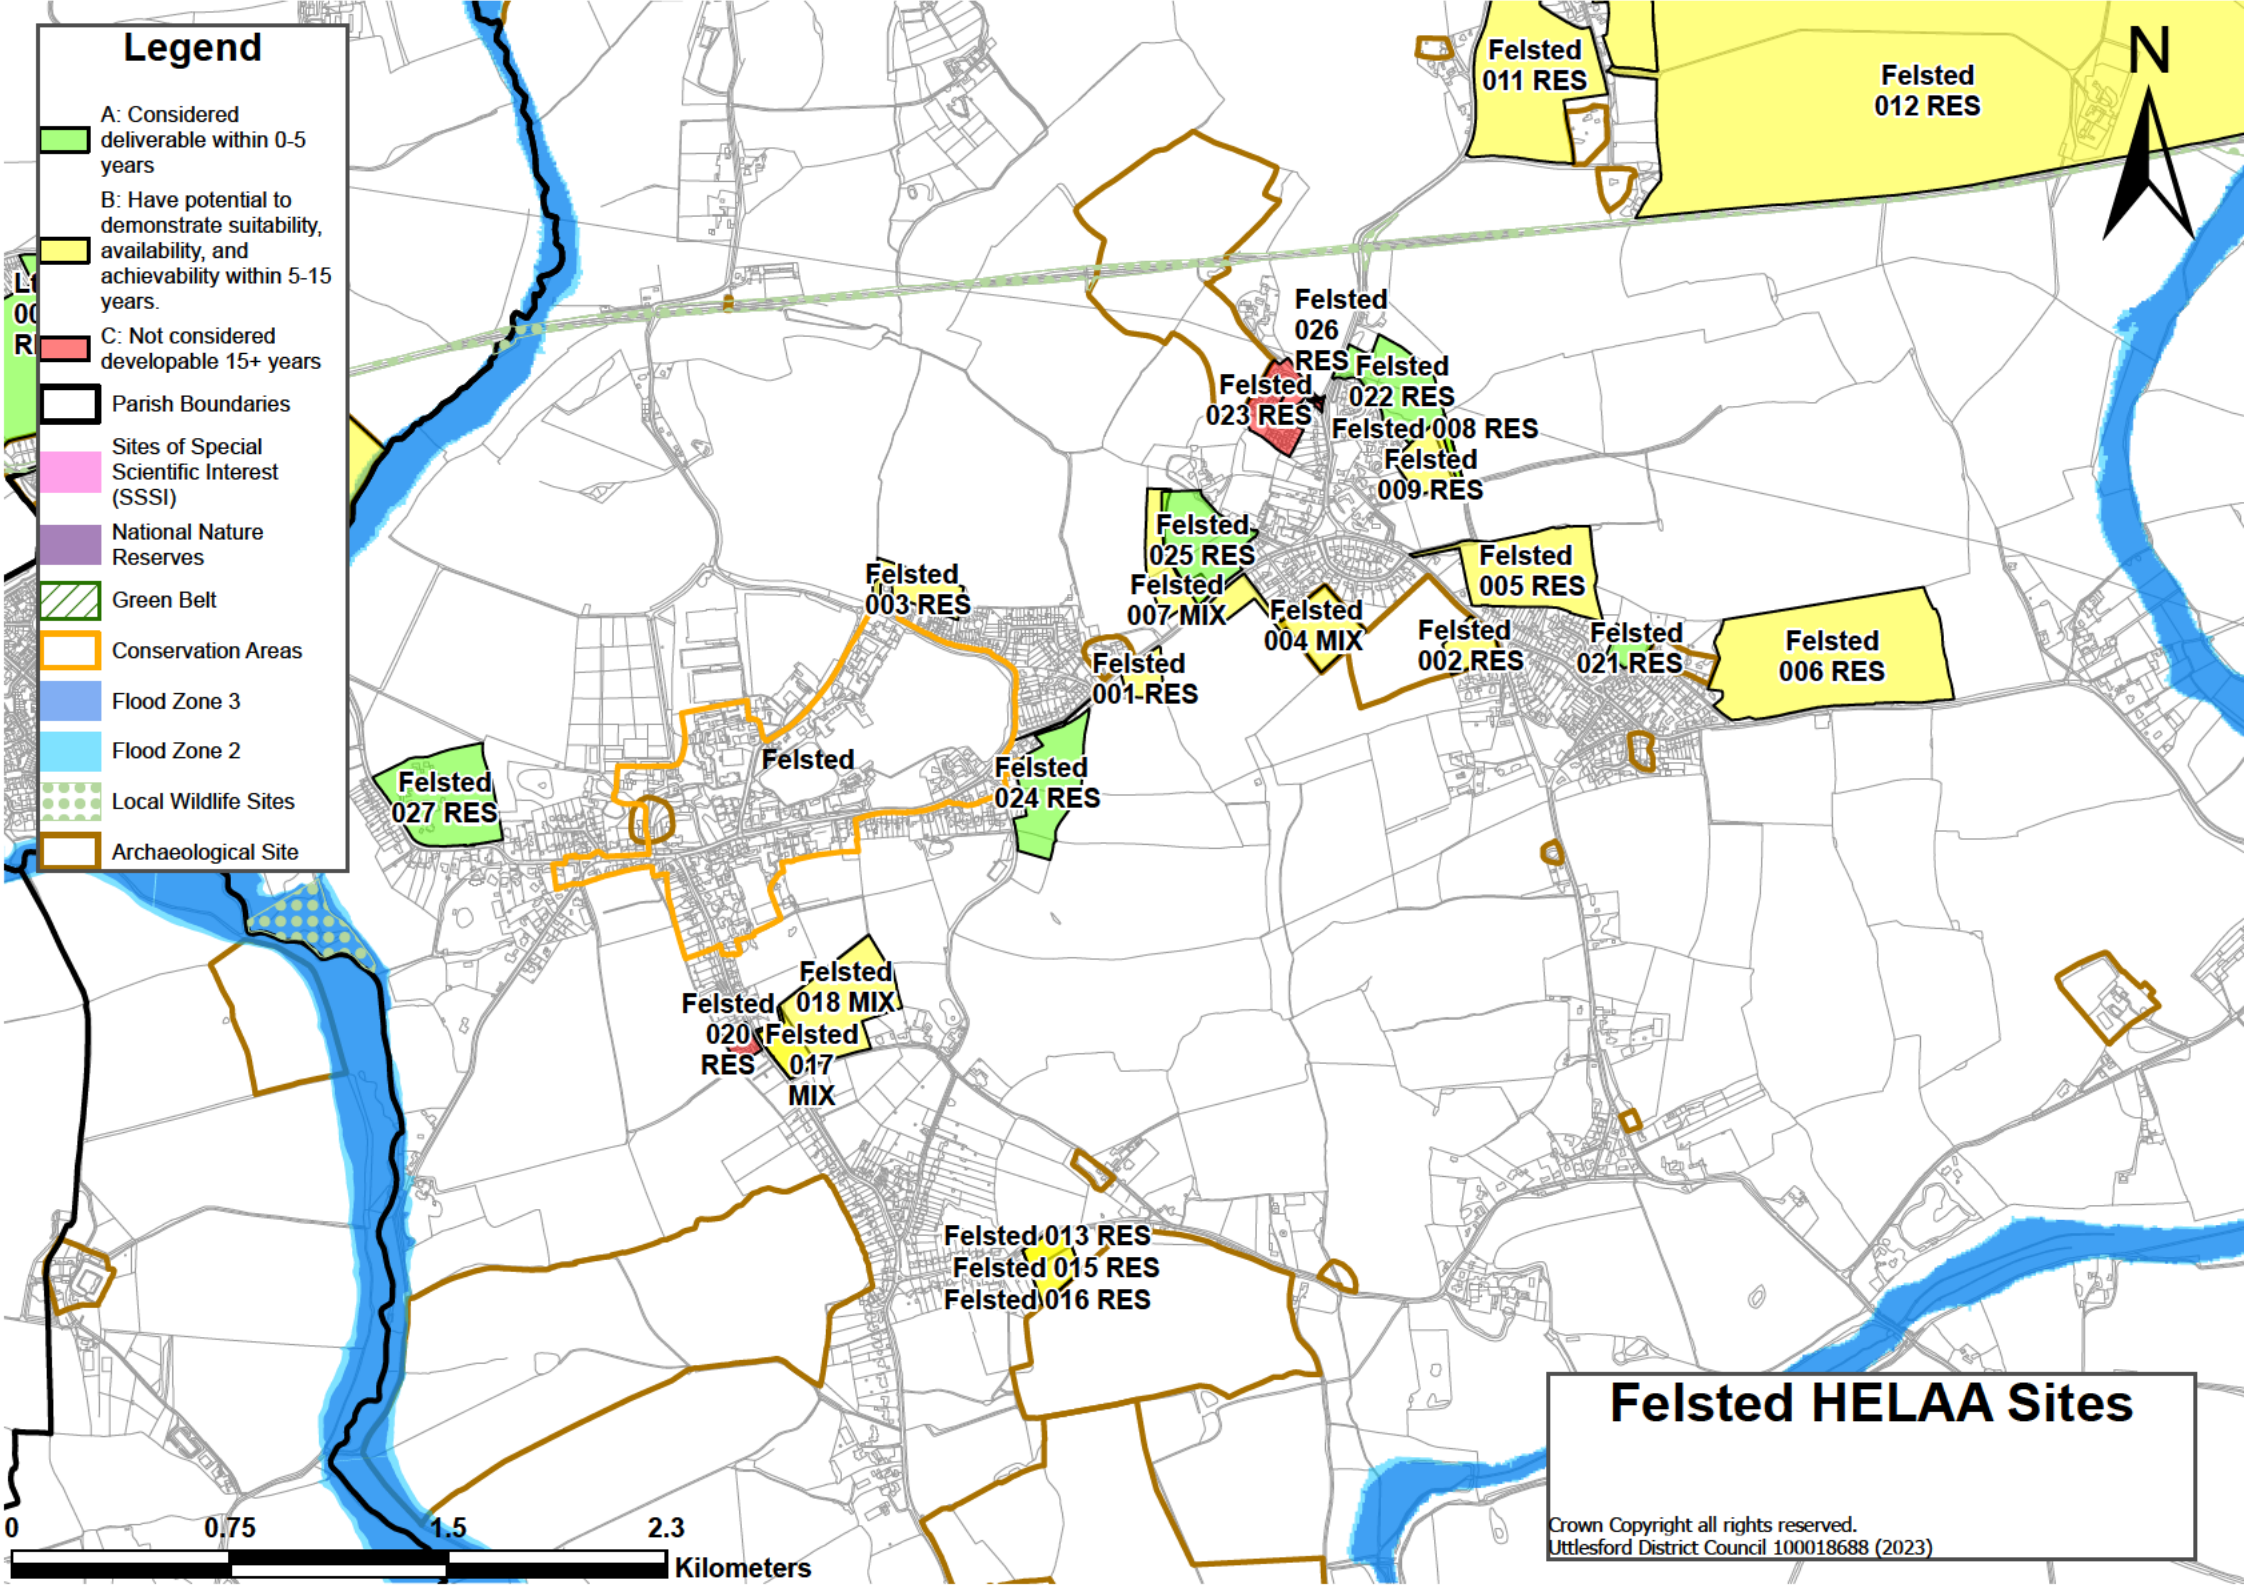 Legend
A: Considered
deliverable within 0-5
years
B: Have potential to
demonstrate suitability,
availability, and
achievability within 5-15
years.
C: Not considered
developable 15+ years
Parish Boundaries
Sites of Special
Scientific Interest
(SSSI)
National Nature
Reserves
Green Belt
Conservation Areas
Flood Zone 3
Flood Zone 2
Local Wildlife Sites
Archaeological Site
Felsted
011 RES
Felsted
012 RES
N
Felsted
026
RES
Felsted
022 RES
Felsted
023 RES
Felsted 008 RES
Felsted
009 RES
Felsted
025 RES
Felsted
005 RES
Felsted
003 RES
Felsted
007 MIX
Felsted
004 MIX
Felsted
002 RES
Felsted
021 RES
Felsted
006 RES
Felsted
001 RES
Felsted
Felsted
024 RES
Felsted
027 RES
Felsted
018 MIX
Felsted
020
RES
Felsted
017
MIX
Felsted 013 RES
Felsted 015 RES
Felsted 016 RES
Felsted HELAA Sites
Crown Copyright all rights reserved.
Uttlesford District Council 100018688 (2023)
0 0.75 1.5 2.3
Kilometers